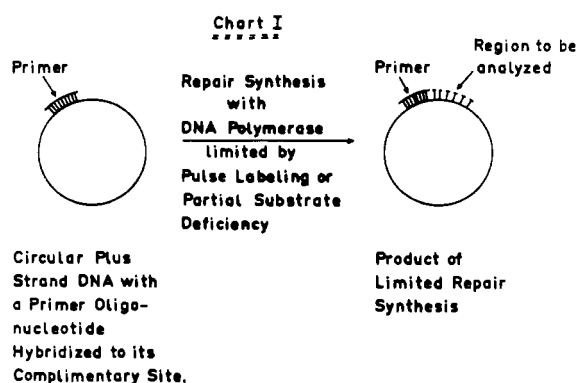 Chart I
Primer
Repair Synthesis
with
DNA Polymerase
limited by
Pulse Labeling or
Partial Substrate
Deficiency
Primer
Region to be
analyzed
Circular Plus
Strand DNA with
a Primer Oligo-
nucleotide
Hybridized to its
Complimentary Site.
Product of
Limited Repair
Synthesis